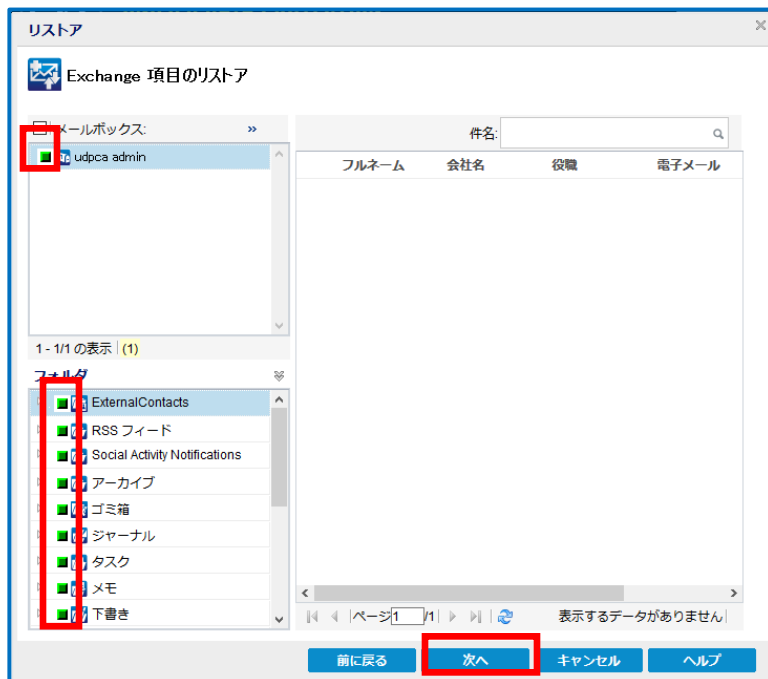 リストア
Exchange 項目のリストア
メールボックス: »
件名:
udpca admin
フルネーム 会社名 役職 電子メール
1 - 1/1 の表示 (1)
フォルダ
ExternalContacts
RSS フィード
Social Activity Notifications
アーカイブ
ゴミ箱
ジャーナル
タスク
メモ
下書き
ページ 1 /1 表示するデータがありません
前に戻る 次へ キャンセル ヘルプ